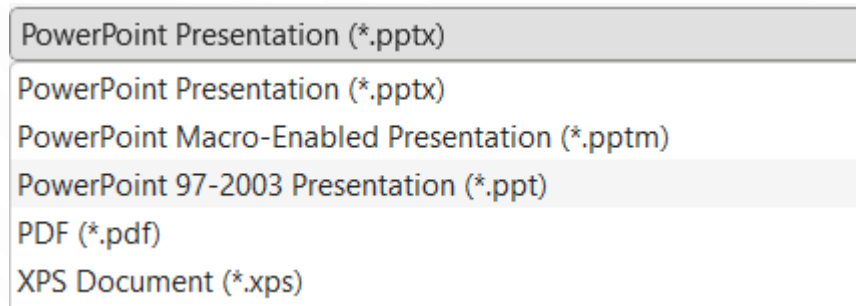 PowerPoint Presentation (*.pptx)
PowerPoint Presentation (*.pptx)
PowerPoint Macro-Enabled Presentation (*.pptm)
PowerPoint 97-2003 Presentation (*.ppt)
PDF (*.pdf)
XPS Document (*.xps)